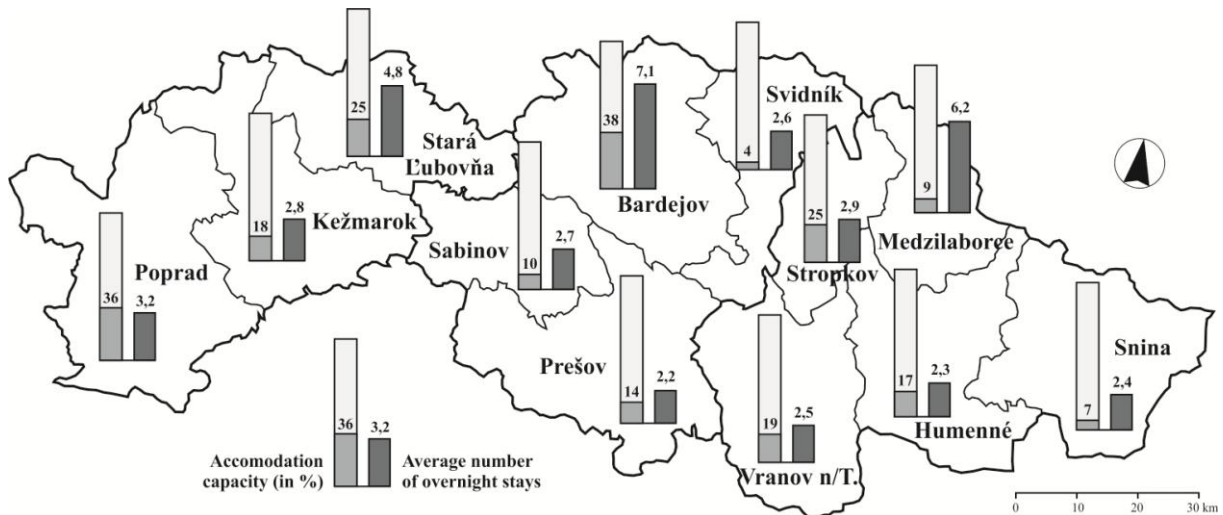 4,8
25
Stará
Ľubovňa
7,1
38
Bardejov
Svidník
2,6
4
6,2
9
Medzilaborce
18
2,8
Kežmarok
Sabinov
2,7
10
25
2,9
Stropkov
Poprad
36
3,2
Prešov
14
2,2
19
2,5
Vranov n/T.
17
2,3
Humenné
Snina
2,4
7
36
3,2
Accomodation
capacity (in %)
Average number
of overnight stays
0 10 20 30 km